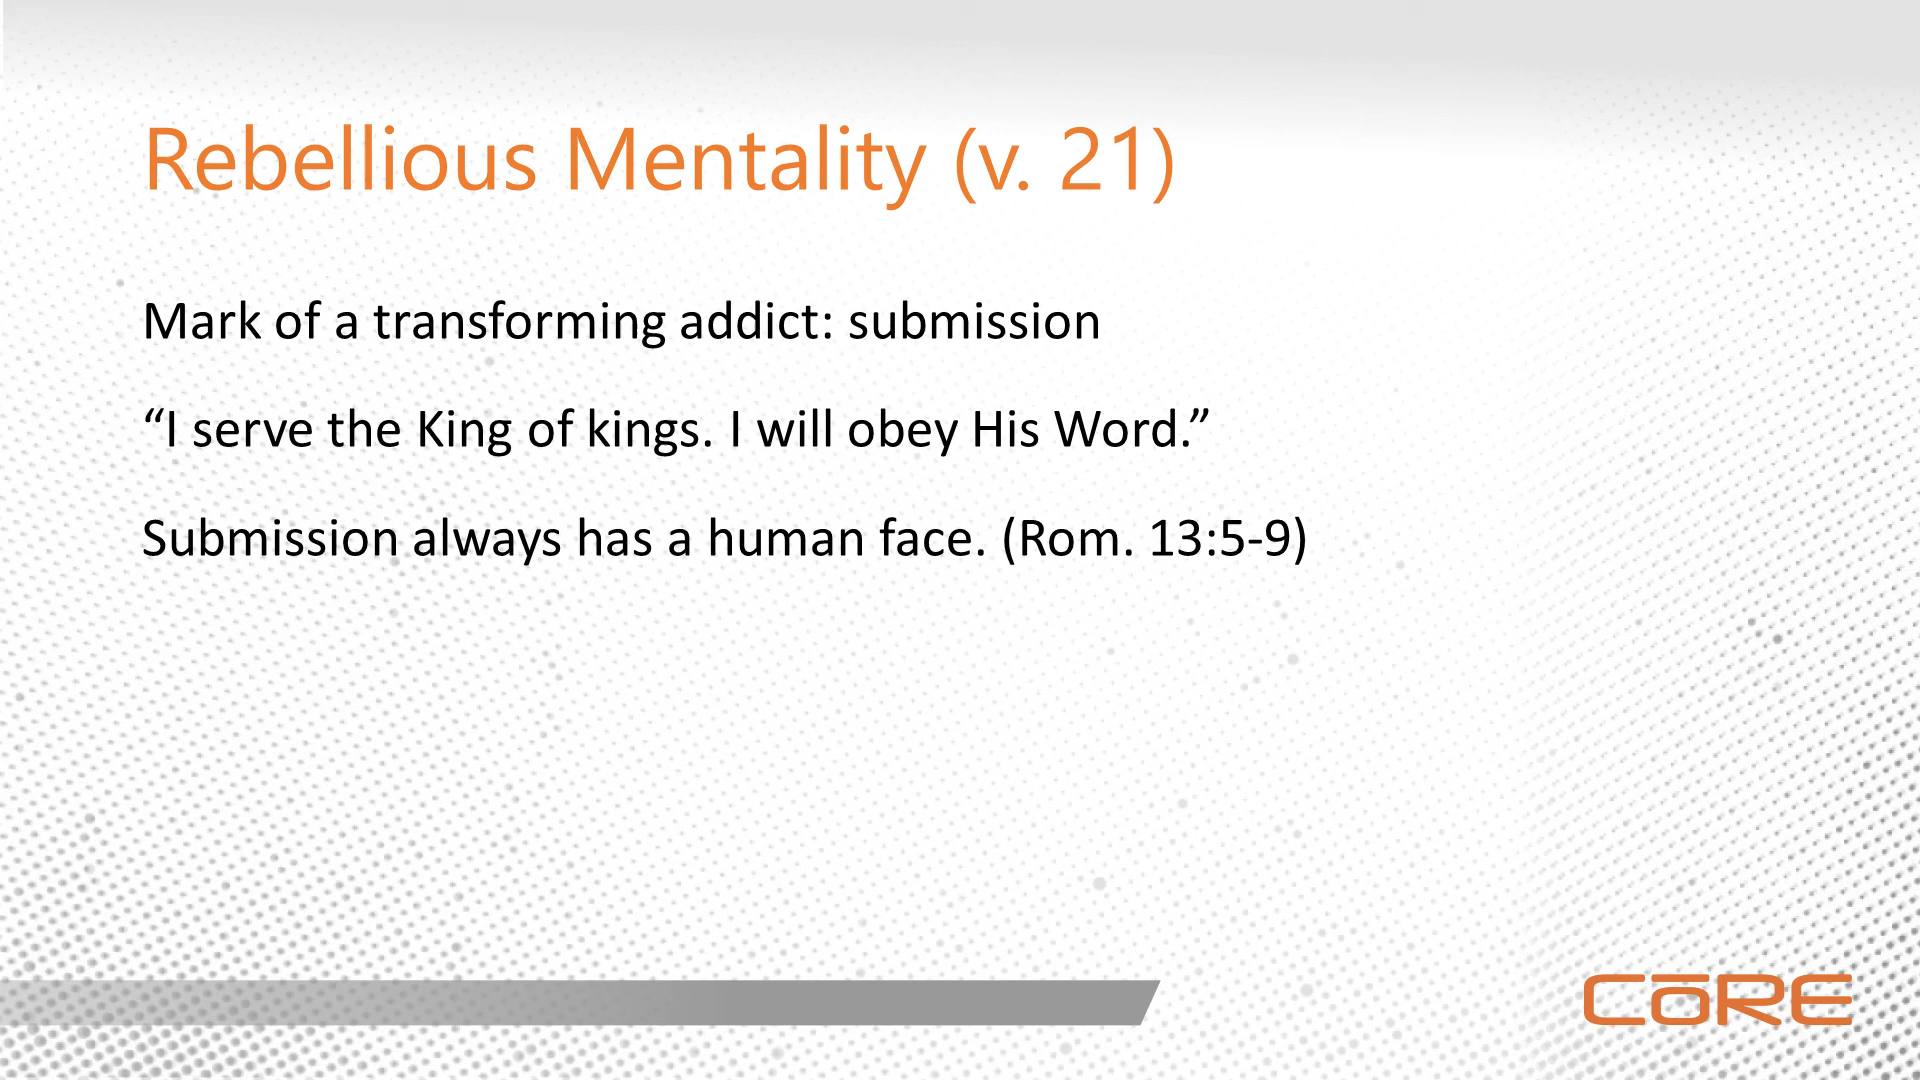 Rebellious Mentality (v. 21)
Mark of a transforming addict: submission
“I serve the King of kings. I will obey His Word.”
Submission always has a human face. (Rom. 13:5-9)
CōRE